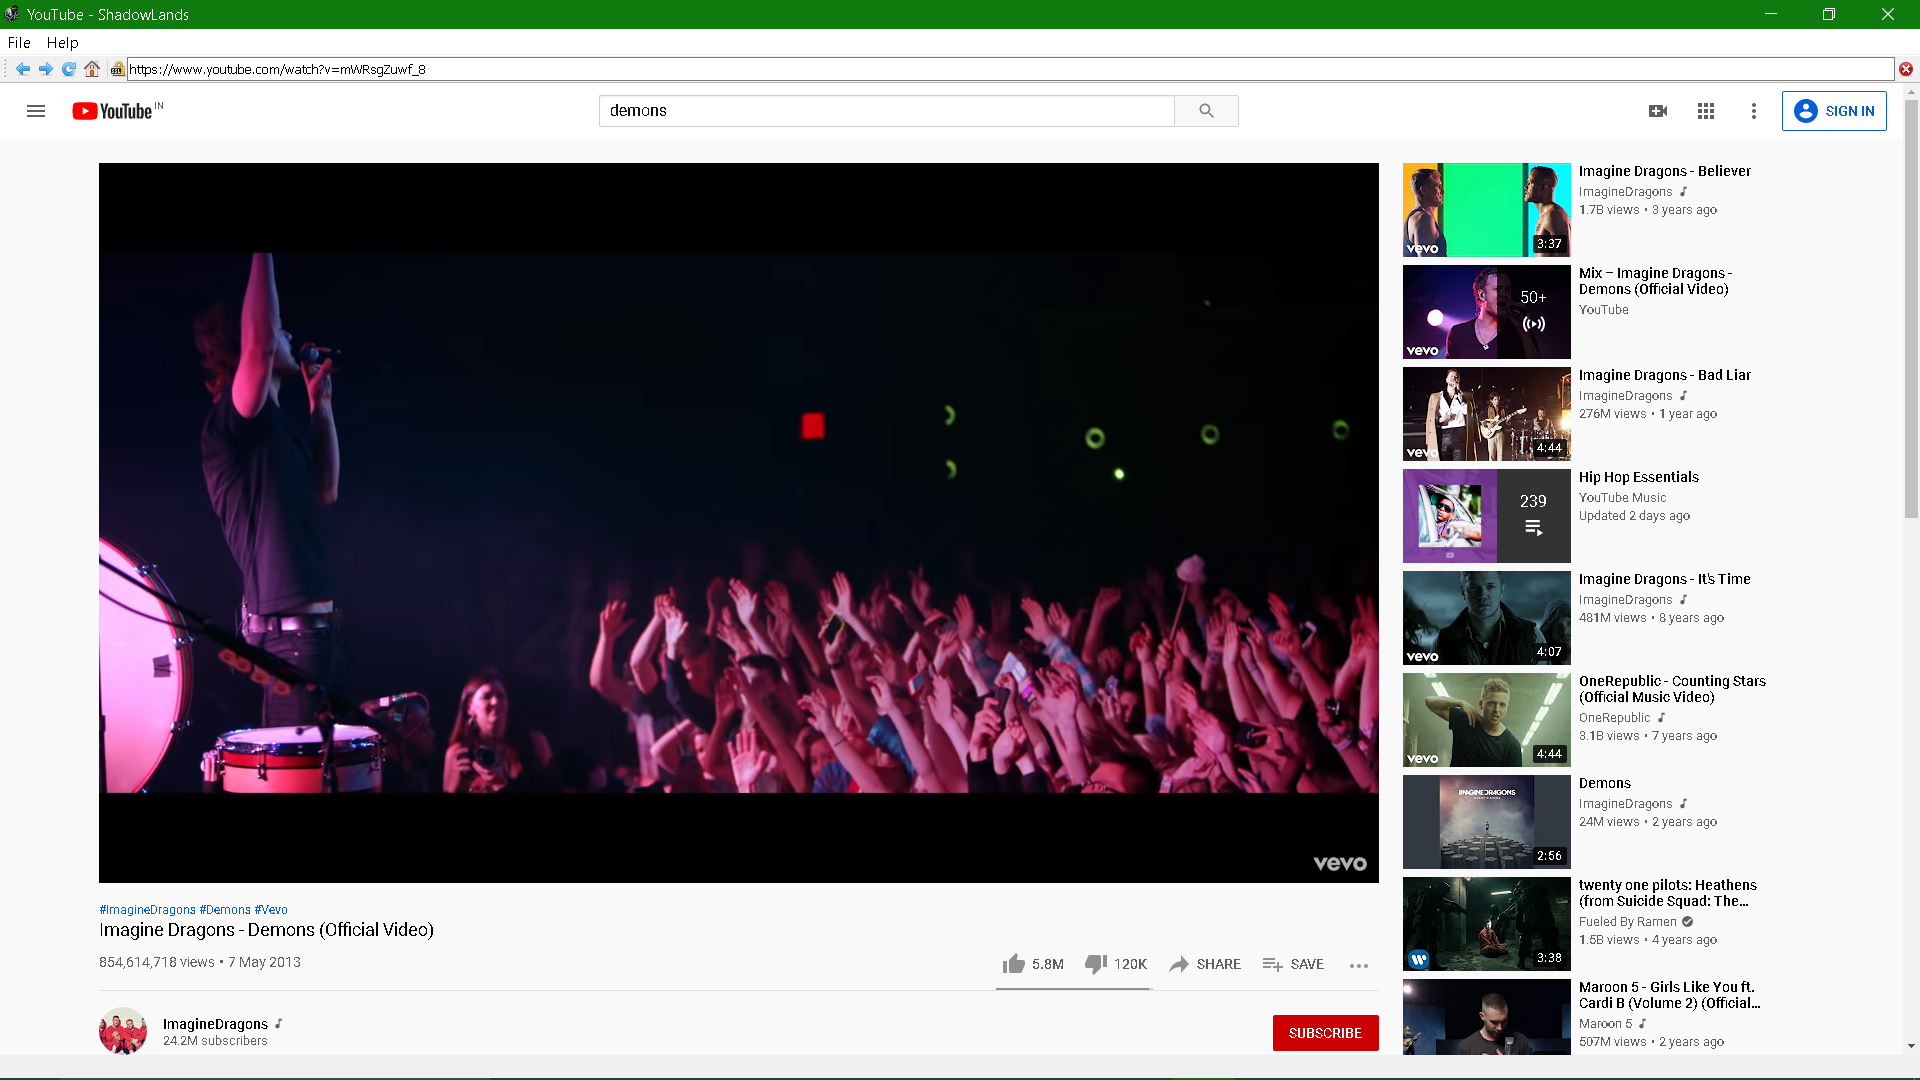 YouTube - ShadowLands
File Help
https://www.youtube.com/watch?v=mWRsgZuwf_8
YouTube IN
demons
SIGN IN
vevo
#ImagineDragons #Demons #Vevo
Imagine Dragons - Demons (Official Video)
854,614,718 views • 7 May 2013
5.8M 120K SHARE SAVE
ImagineDragons
24.2M subscribers
SUBSCRIBE
vevo
3:37
Imagine Dragons - Believer
ImagineDragons
1.7B views • 3 years ago
50+
vevo
Mix – Imagine Dragons -
Demons (Official Video)
YouTube
vevo
4:44
Imagine Dragons - Bad Liar
ImagineDragons
276M views • 1 year ago
239
Hip Hop Essentials
YouTube Music
Updated 2 days ago
vevo
4:07
Imagine Dragons - It's Time
ImagineDragons
481M views • 8 years ago
vevo
4:44
OneRepublic - Counting Stars
(Official Music Video)
OneRepublic
3.1B views • 7 years ago
IMAGINE DRAGONS
2:56
Demons
ImagineDragons
24M views • 2 years ago
3:38
twenty one pilots: Heathens
(from Suicide Squad: The...
Fueled By Ramen
1.5B views • 4 years ago
Maroon 5 - Girls Like You ft.
Cardi B (Volume 2) (Official...
Maroon 5
507M views • 2 years ago